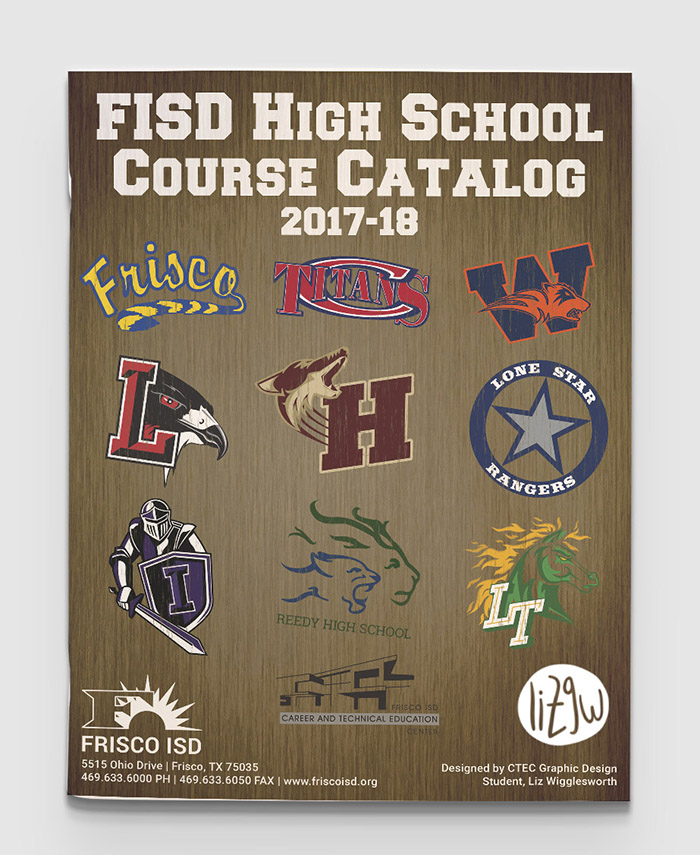 FISD HIGH SCHOOL
COURSE CATALOG
2017-18
Frisco
TITANS
W
L
H
LONE STAR
RANGERS
I
REEDY HIGH SCHOOL
LT
F
FRISCO ISD
CAREER AND TECHNICAL EDUCATION
CENTER
lizgw
FRISCO ISD
5515 Ohio Drive | Frisco, TX 75035
469.633.6000 PH | 469.633.6050 FAX | www.friscoisd.org
Designed by CTEC Graphic Design
Student, Liz Wigglesworth